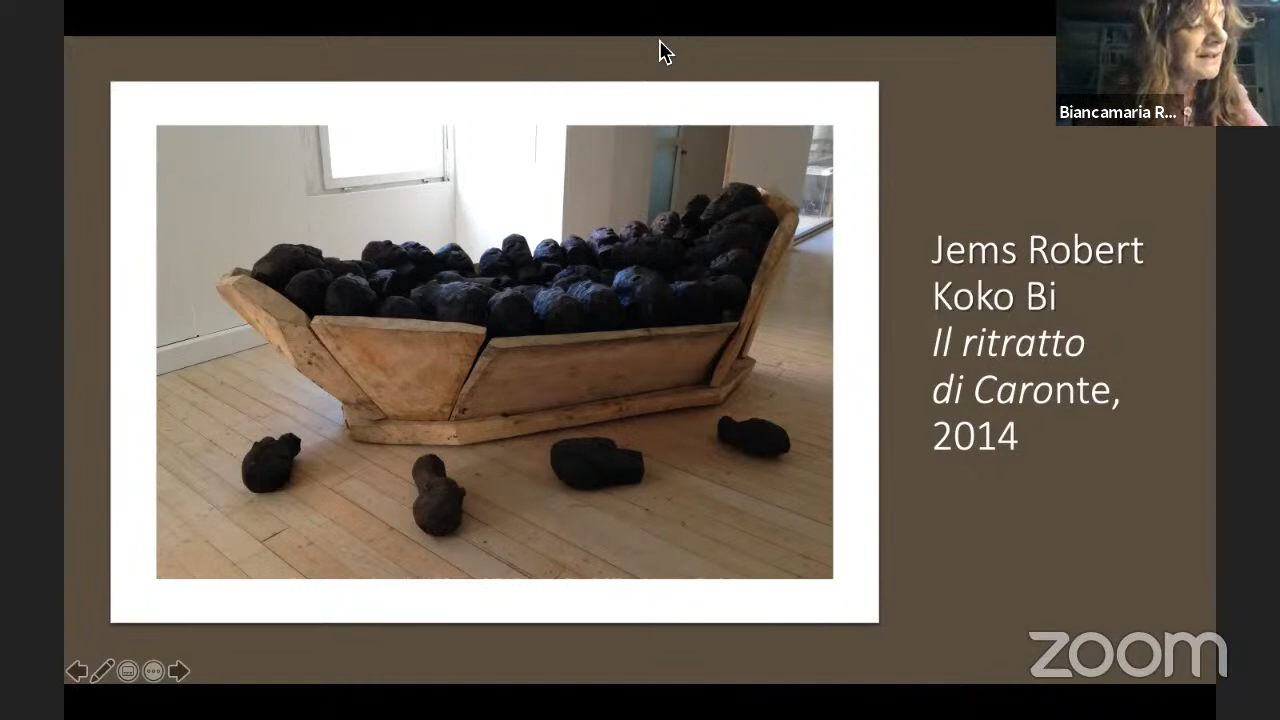 Biancamaria R...
Jems Robert
Koko Bi
Il ritratto
di Caronte,
2014
zoom